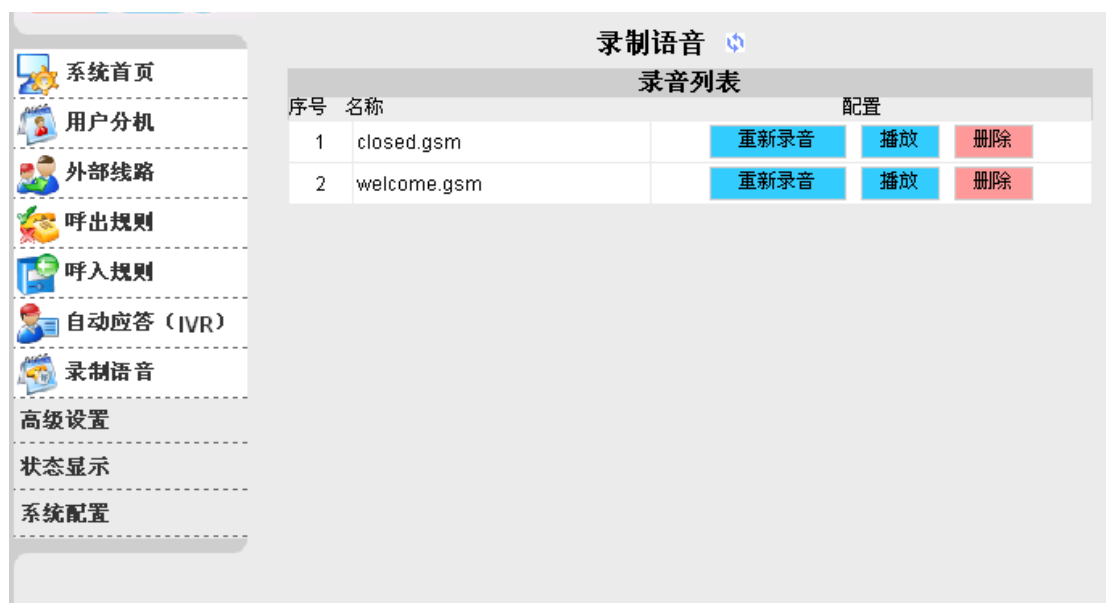 系统首页
用户分机
外部线路
呼出规则
呼入规则
自动应答（IVR）
录制语音
高级设置
状态显示
系统配置
录制语音
录音列表
序号 名称 配置
1 closed.gsm 重新录音 播放 删除
2 welcome.gsm 重新录音 播放 删除